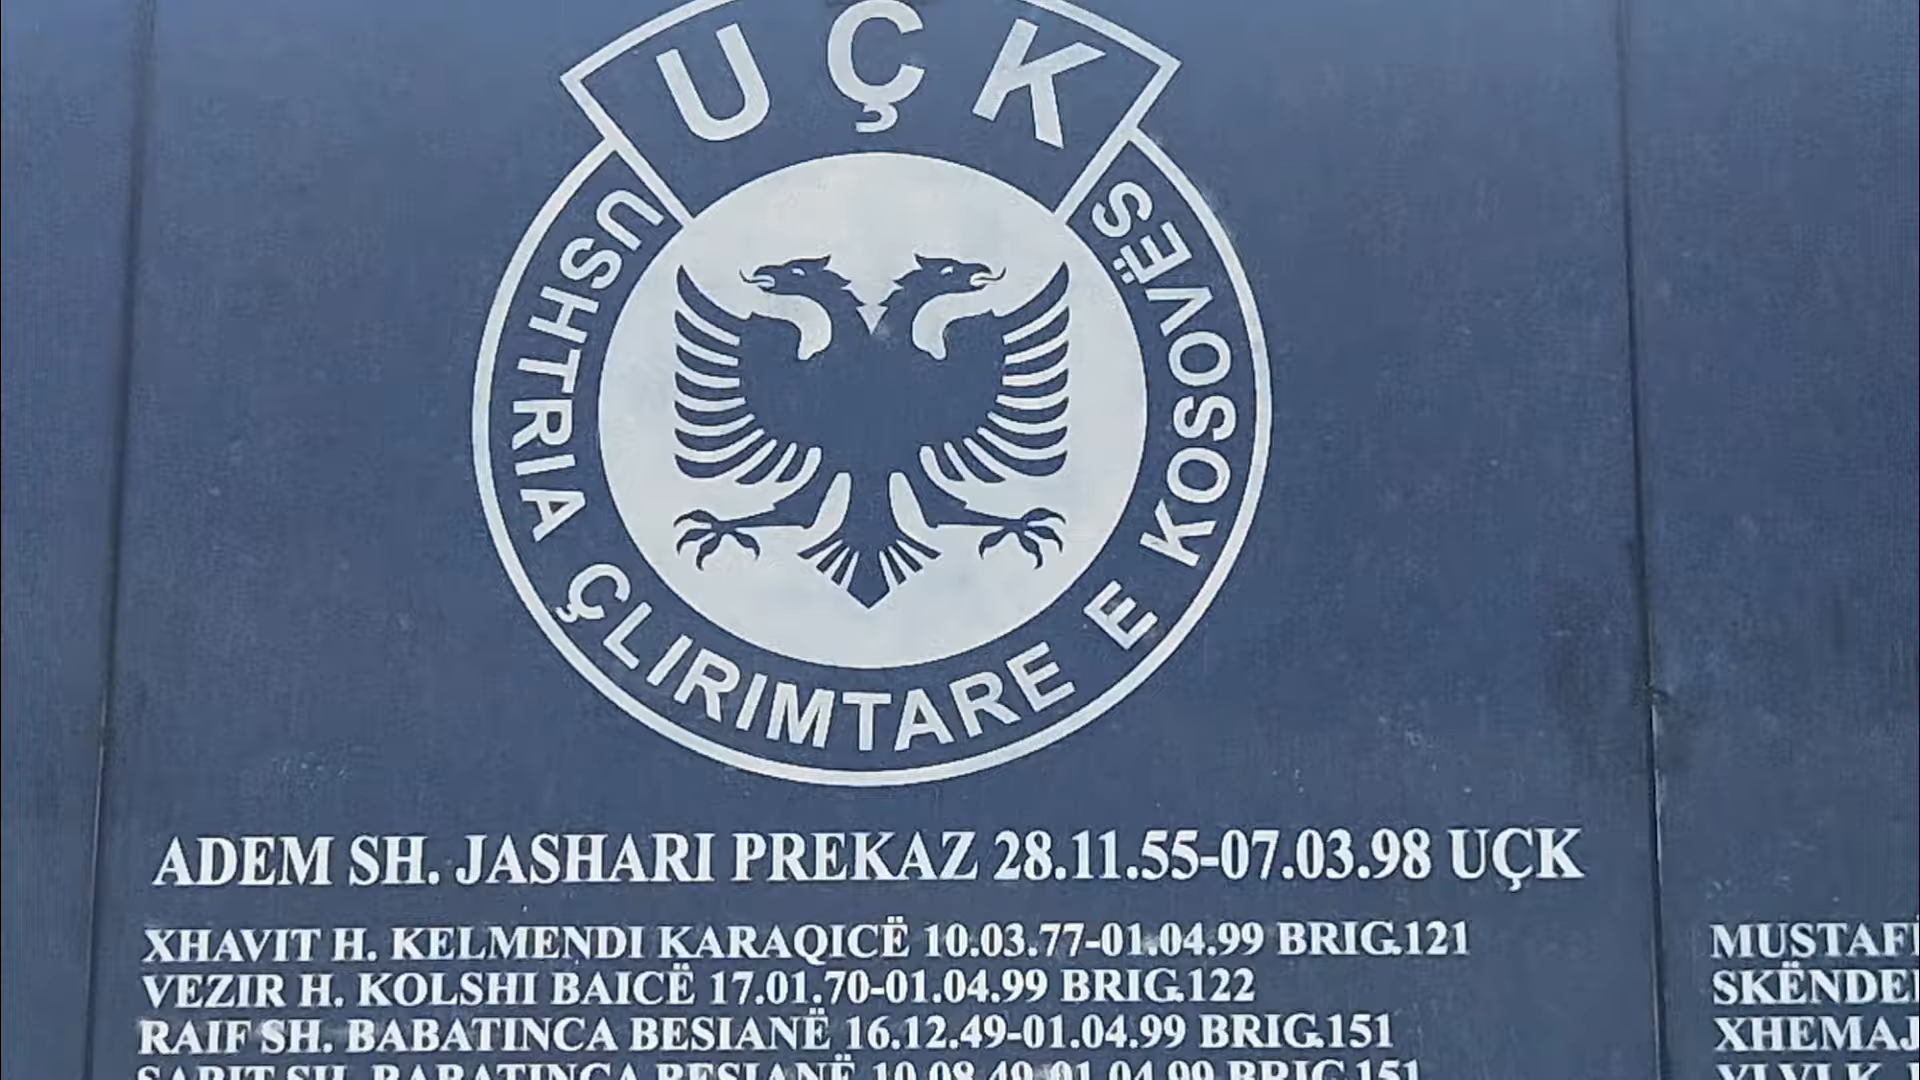 UÇK
USHTRIA ÇLIRIMTARE E KOSOVËS
ADEM SH. JASHARI PREKAZ 28.11.55-07.03.98 UÇK
XHAVIT H. KELMENDI KARAQICË 10.03.77-01.04.99 BRIG.121
VEZIR H. KOLSHI BAICË 17.01.70-01.04.99 BRIG.122
RAIF SH. BABATINCA BESIANË 16.12.49-01.04.99 BRIG.151
SABIT SH. BABATINCA BESIANË 10.08.49-01.04.99 BRIG.151
MUSTAF
SKËNDE
XHEMAJ